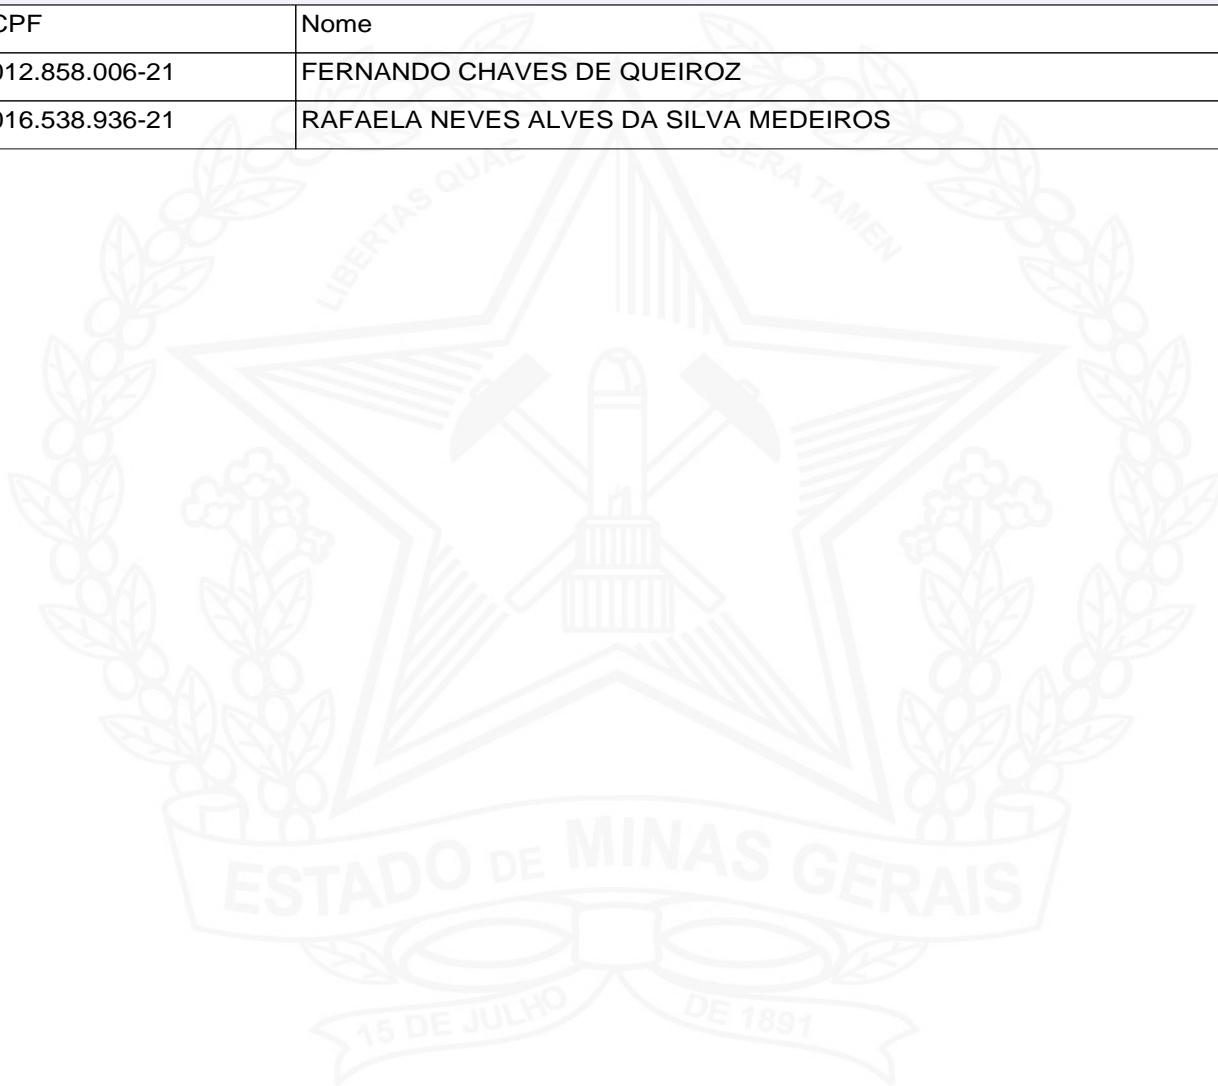 CPF Nome
012.858.006-21 FERNANDO CHAVES DE QUEIROZ
016.538.936-21 RAFAELA NEVES ALVES DA SILVA MEDEIROS
LIBERTAS QUAE SERA TAMEN
ESTADO DE MINAS GERAIS
15 DE JULHO DE 1891